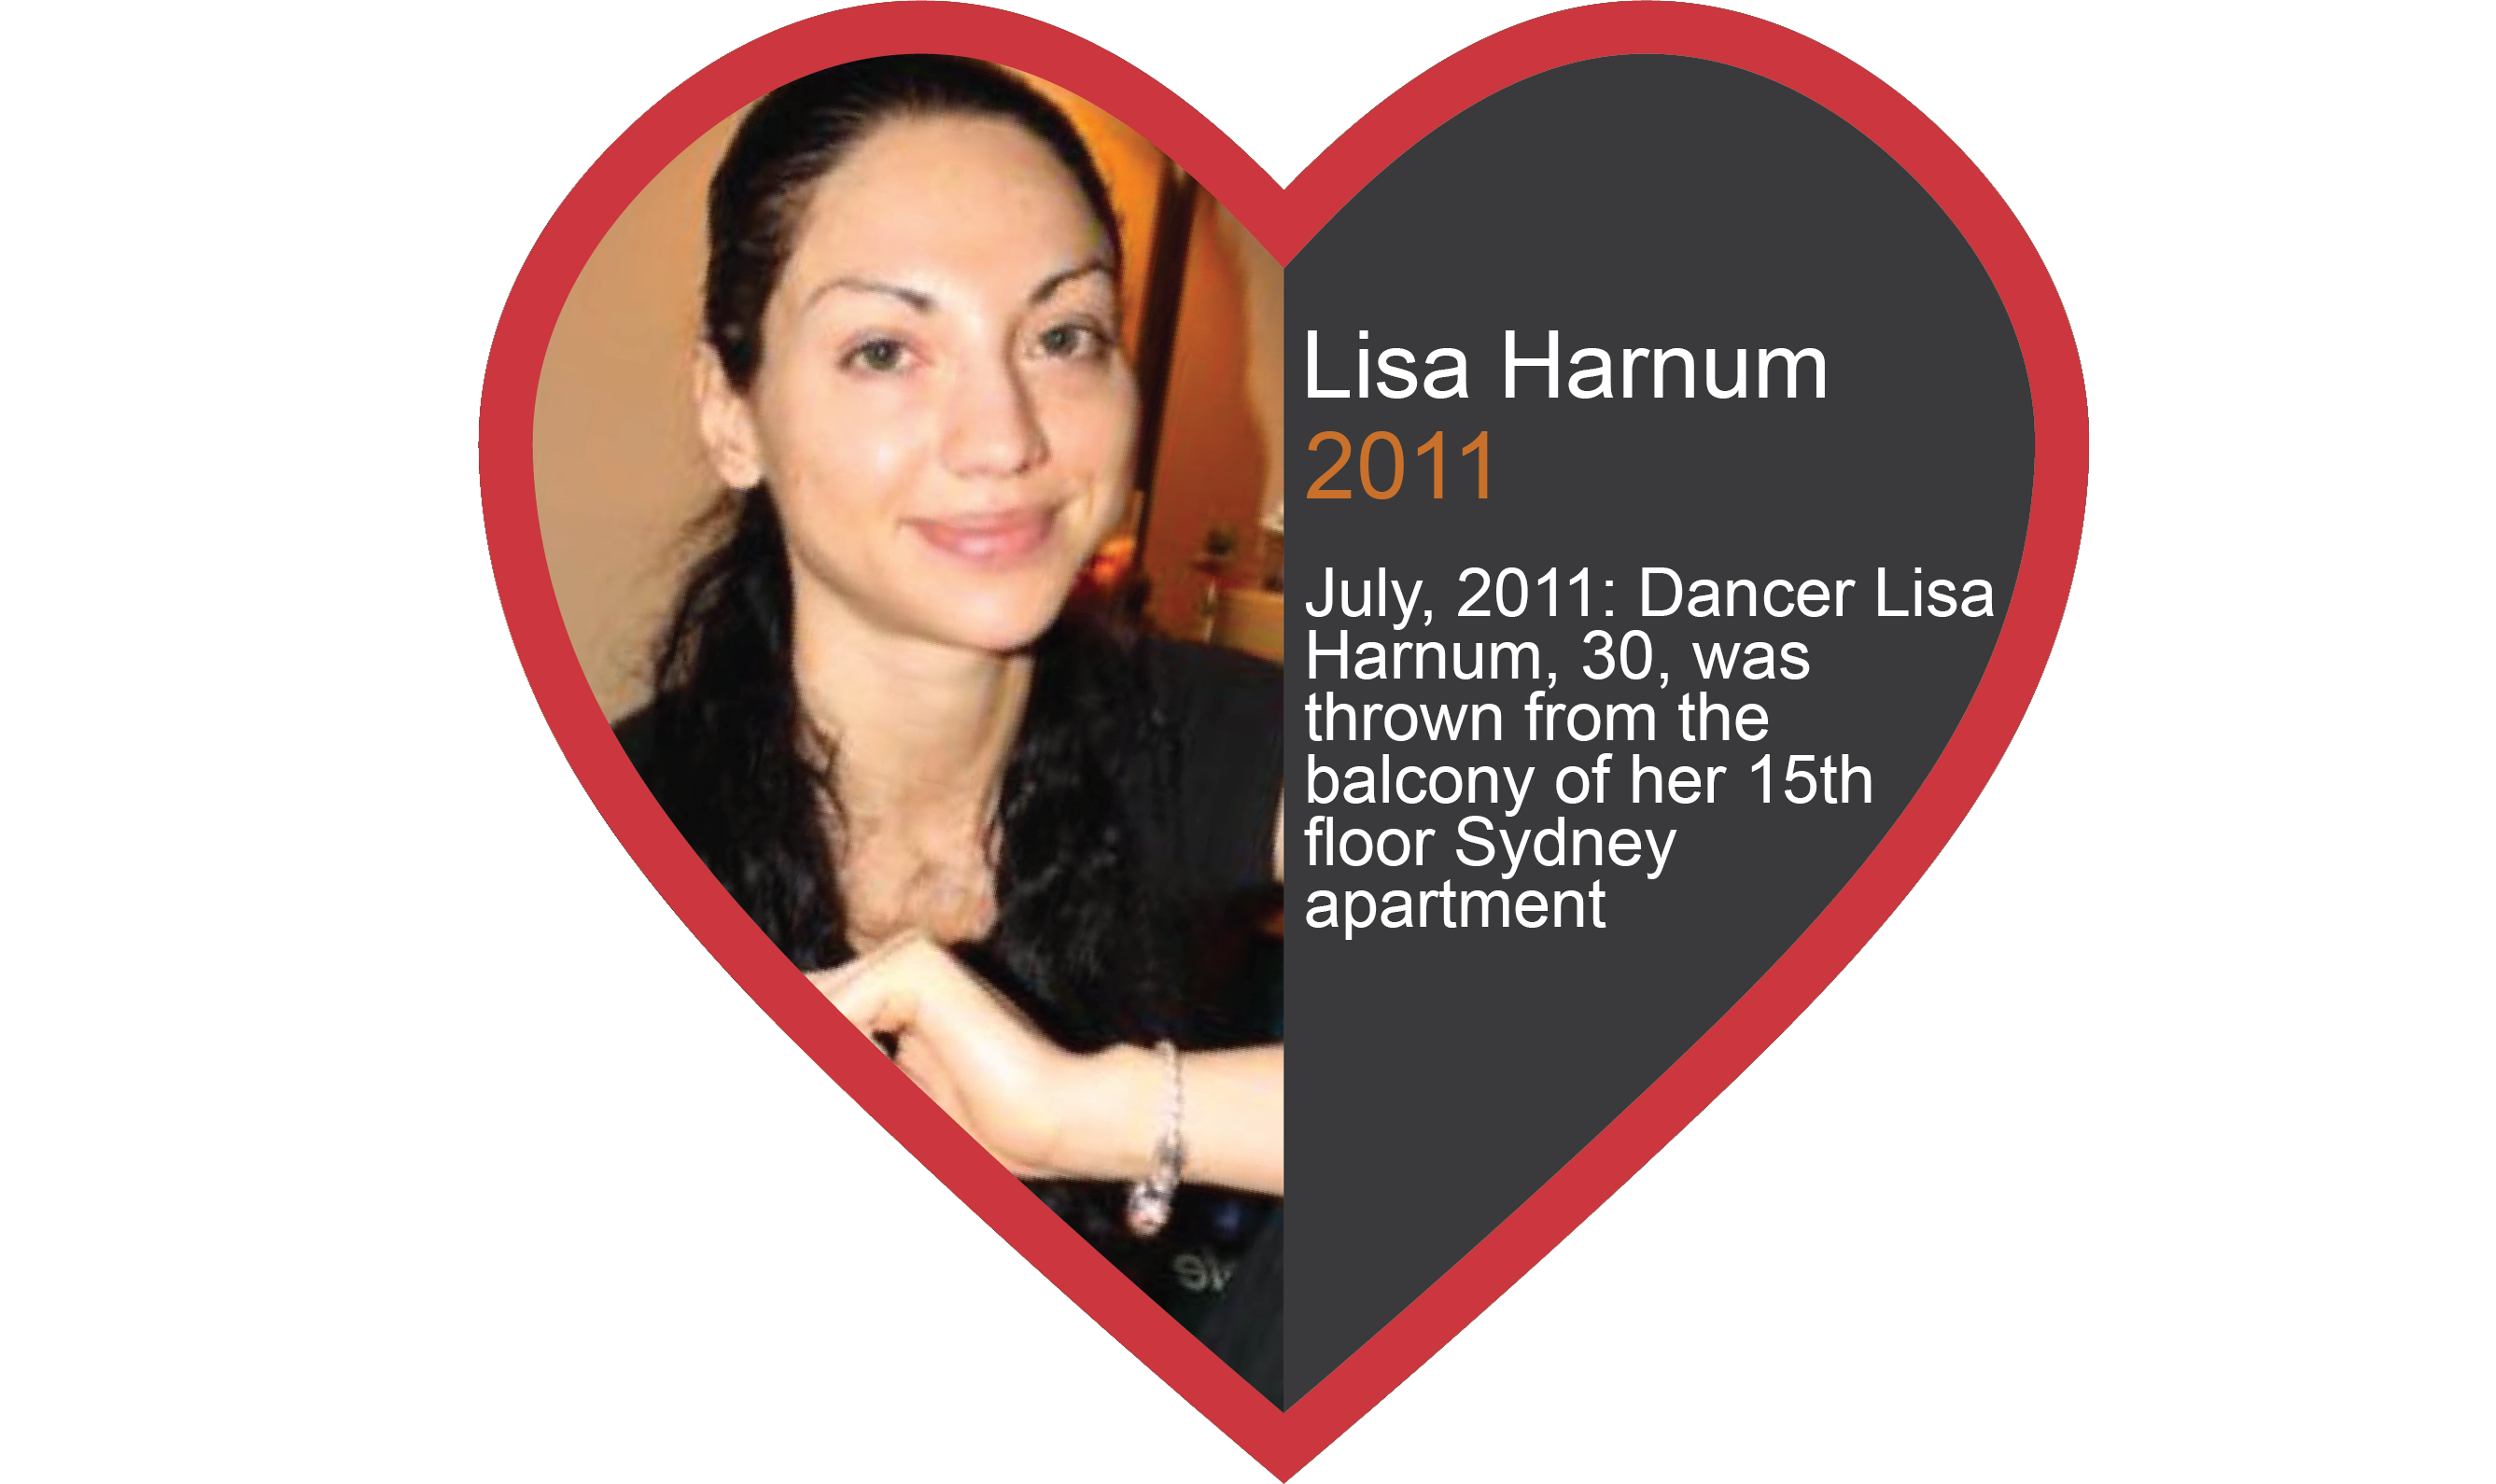 Lisa Harnum
2011
July, 2011: Dancer Lisa
Harnum, 30, was
thrown from the
balcony of her 15th
floor Sydney
apartment